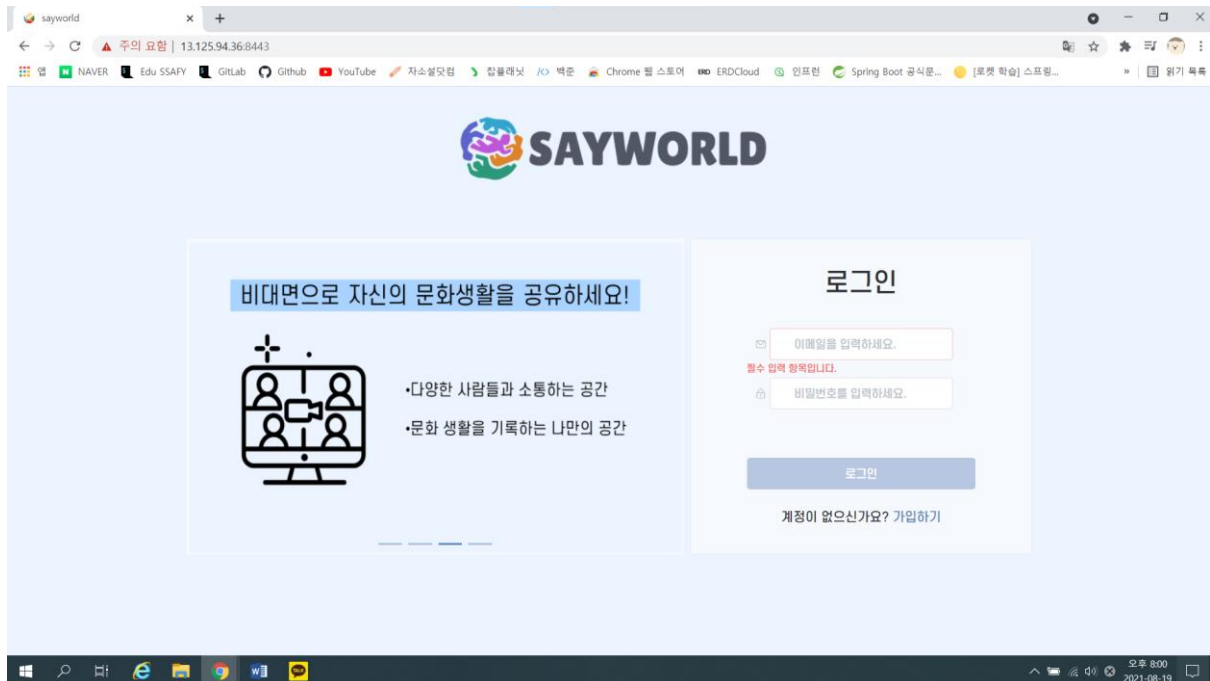 sayworld
주의 요함 | 13.125.94.36:8443
앱 NAVER Edu SSAFY GitLab Github YouTube 자소설닷컴 잡플래닛 백준 Chrome 웹 스토어 ERDCloud 인프런 Spring Boot 공식문... [로켓 학습] 스프링... » 읽기 목록
SAYWORLD
비대면으로 자신의 문화생활을 공유하세요!
•다양한 사람들과 소통하는 공간
•문화 생활을 기록하는 나만의 공간
로그인
이메일을 입력하세요.
필수 입력 항목입니다.
비밀번호를 입력하세요.
로그인
계정이 없으신가요? 가입하기
오후 8:00
2021-08-19